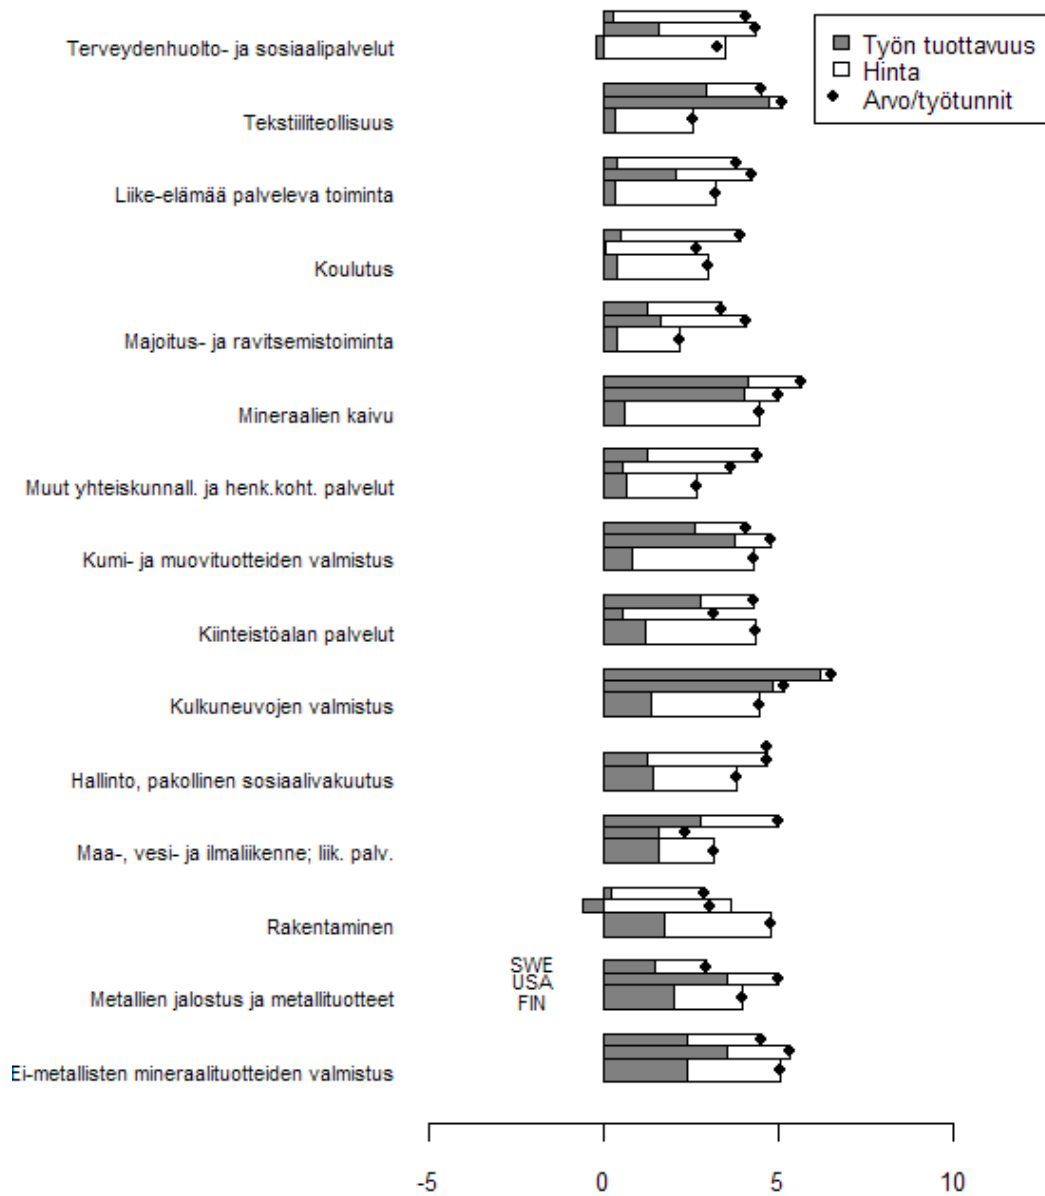 Työn tuottavuus
Hinta
Arvo/työtunnit
Terveydenhuolto- ja sosiaalipalvelut
Tekstiiliteollisuus
Liike-elämää palveleva toiminta
Koulutus
Majoitus- ja ravitsemistoiminta
Mineraalien kaivu
Muut yhteiskunnall. ja henk.koht. palvelut
Kumi- ja muovituotteiden valmistus
Kiinteistöalan palvelut
Kulkuneuvojen valmistus
Hallinto, pakollinen sosiaalivakuutus
Maa-, vesi- ja ilmaliikenne; liik. palv.
Rakentaminen
SWE
USA
FIN
Metallien jalostus ja metallituotteet
Ei-metallisten mineraalituotteiden valmistus
-5 0 5 10